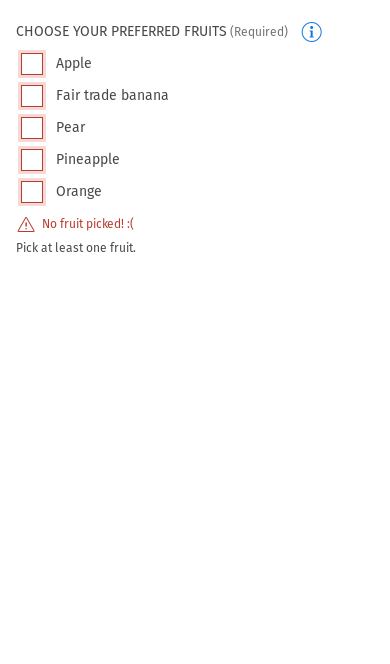 CHOOSE YOUR PREFERRED FRUITS (Required)
Apple
Fair trade banana
Pear
Pineapple
Orange
No fruit picked! :(
Pick at least one fruit.